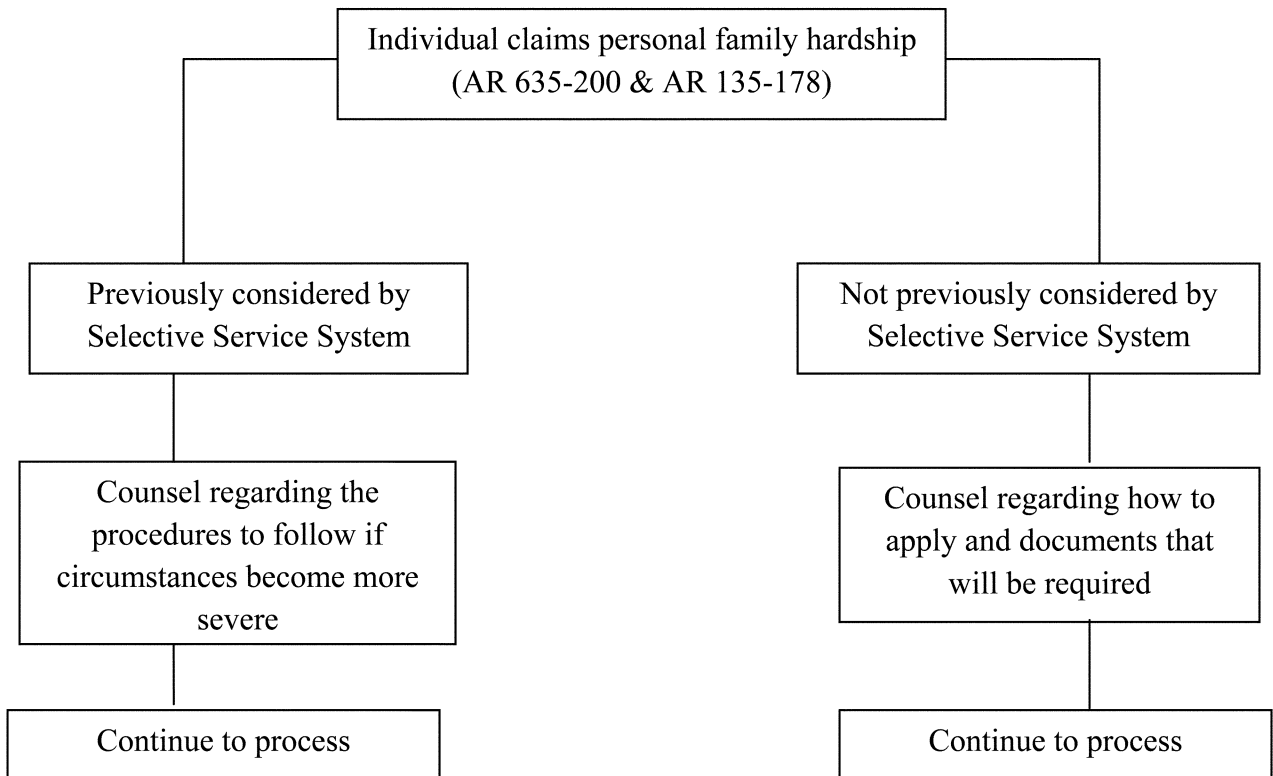 Individual claims personal family hardship
(AR 635-200 & AR 135-178)
Previously considered by
Selective Service System
Not previously considered by
Selective Service System
Counsel regarding the
procedures to follow if
circumstances become more
severe
Counsel regarding how to
apply and documents that
will be required
Continue to process
Continue to process